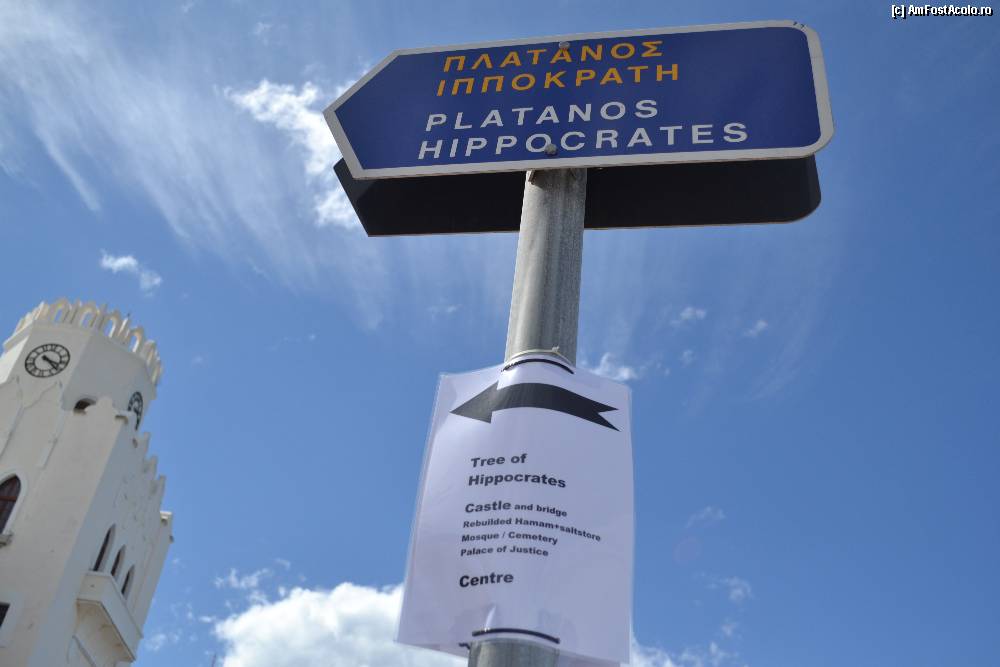 [c] AmFostAcolo.ro
ΠΛΑΤΑΝΟΣ
ΙΠΠΟΚΡΑΤΗ
PLATANOS
HIPPOCRATES
Tree of
Hippocrates
Castle and bridge
Rebuilded Hamam+saltstore
Mosque / Cemetery
Palace of Justice
Centre